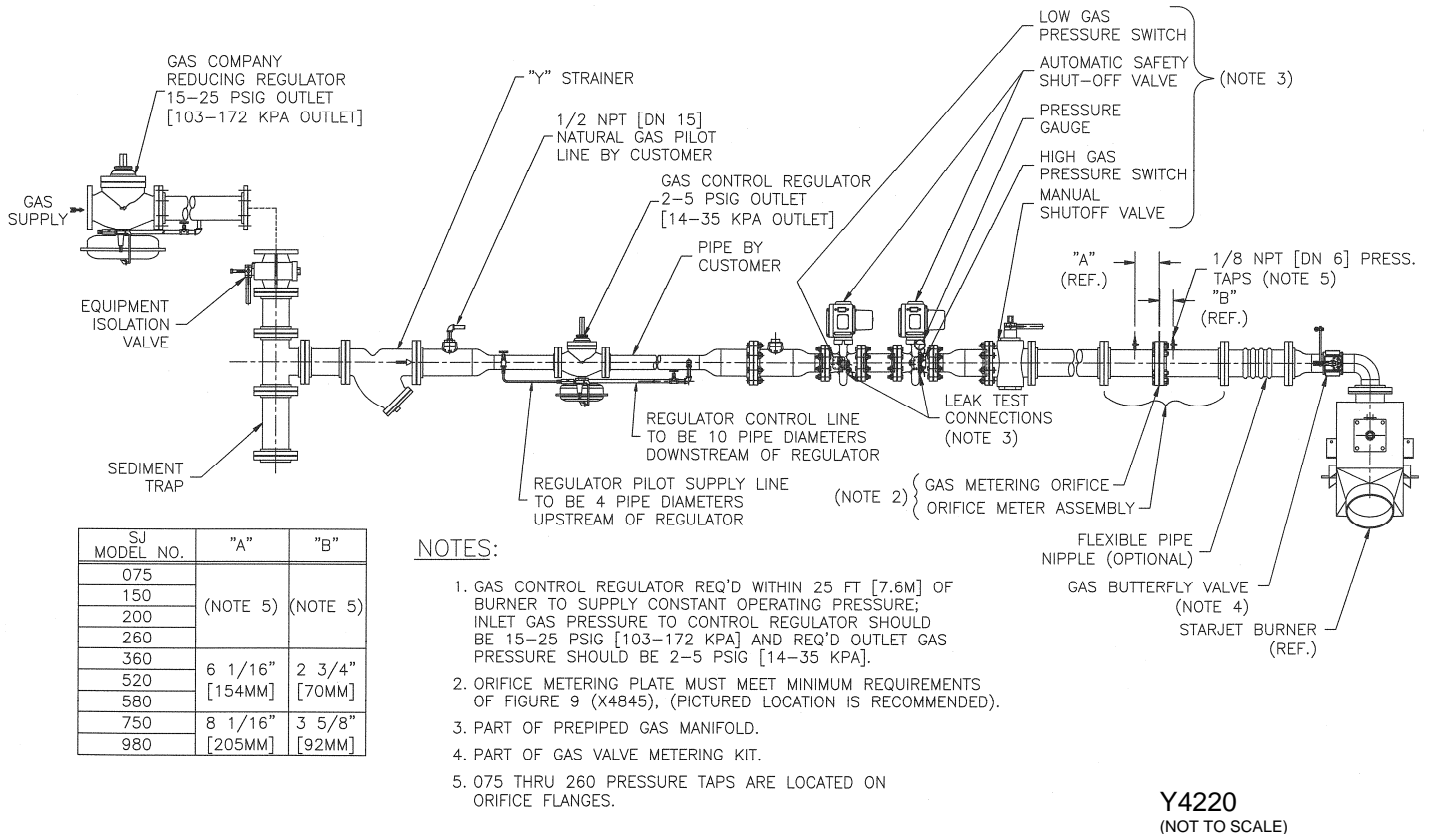 GAS COMPANY
REDUCING REGULATOR
15-25 PSIG OUTLET
[103-172 KPA OUTLET]
GAS
SUPPLY
EQUIPMENT
ISOLATION
VALVE
SEDIMENT
TRAP
"Y" STRAINER
1/2 NPT [DN 15]
NATURAL GAS PILOT
LINE BY CUSTOMER
GAS CONTROL REGULATOR
2-5 PSIG OUTLET
[14-35 KPA OUTLET]
PIPE BY
CUSTOMER
LOW GAS
PRESSURE SWITCH
AUTOMATIC SAFETY
SHUT-OFF VALVE
PRESSURE
GAUGE
HIGH GAS
PRESSURE SWITCH
MANUAL
SHUTOFF VALVE
(NOTE 3)
"A"
(REF.)
1/8 NPT [DN 6] PRESS.
TAPS (NOTE 5)
"B"
(REF.)
REGULATOR CONTROL LINE
TO BE 10 PIPE DIAMETERS
DOWNSTREAM OF REGULATOR
REGULATOR PILOT SUPPLY LINE
TO BE 4 PIPE DIAMETERS
UPSTREAM OF REGULATOR
LEAK TEST
CONNECTIONS
(NOTE 3)
(NOTE 2)
GAS METERING ORIFICE
ORIFICE METER ASSEMBLY
FLEXIBLE PIPE
NIPPLE (OPTIONAL)
GAS BUTTERFLY VALVE
(NOTE 4)
STARJET BURNER
(REF.)
SJ
MODEL NO. "A" "B"
075
150
200
260
(NOTE 5) (NOTE 5)
360
520
580
6 1/16" 2 3/4"
[154MM] [70MM]
750 8 1/16" 3 5/8"
980 [205MM] [92MM]
NOTES:
1. GAS CONTROL REGULATOR REQ'D WITHIN 25 FT [7.6M] OF
BURNER TO SUPPLY CONSTANT OPERATING PRESSURE;
INLET GAS PRESSURE TO CONTROL REGULATOR SHOULD
BE 15-25 PSIG [103-172 KPA] AND REQ'D OUTLET GAS
PRESSURE SHOULD BE 2-5 PSIG [14-35 KPA].
2. ORIFICE METERING PLATE MUST MEET MINIMUM REQUIREMENTS
OF FIGURE 9 (X4845), (PICTURED LOCATION IS RECOMMENDED).
3. PART OF PREPIPED GAS MANIFOLD.
4. PART OF GAS VALVE METERING KIT.
5. 075 THRU 260 PRESSURE TAPS ARE LOCATED ON
ORIFICE FLANGES.
Y4220
(NOT TO SCALE)